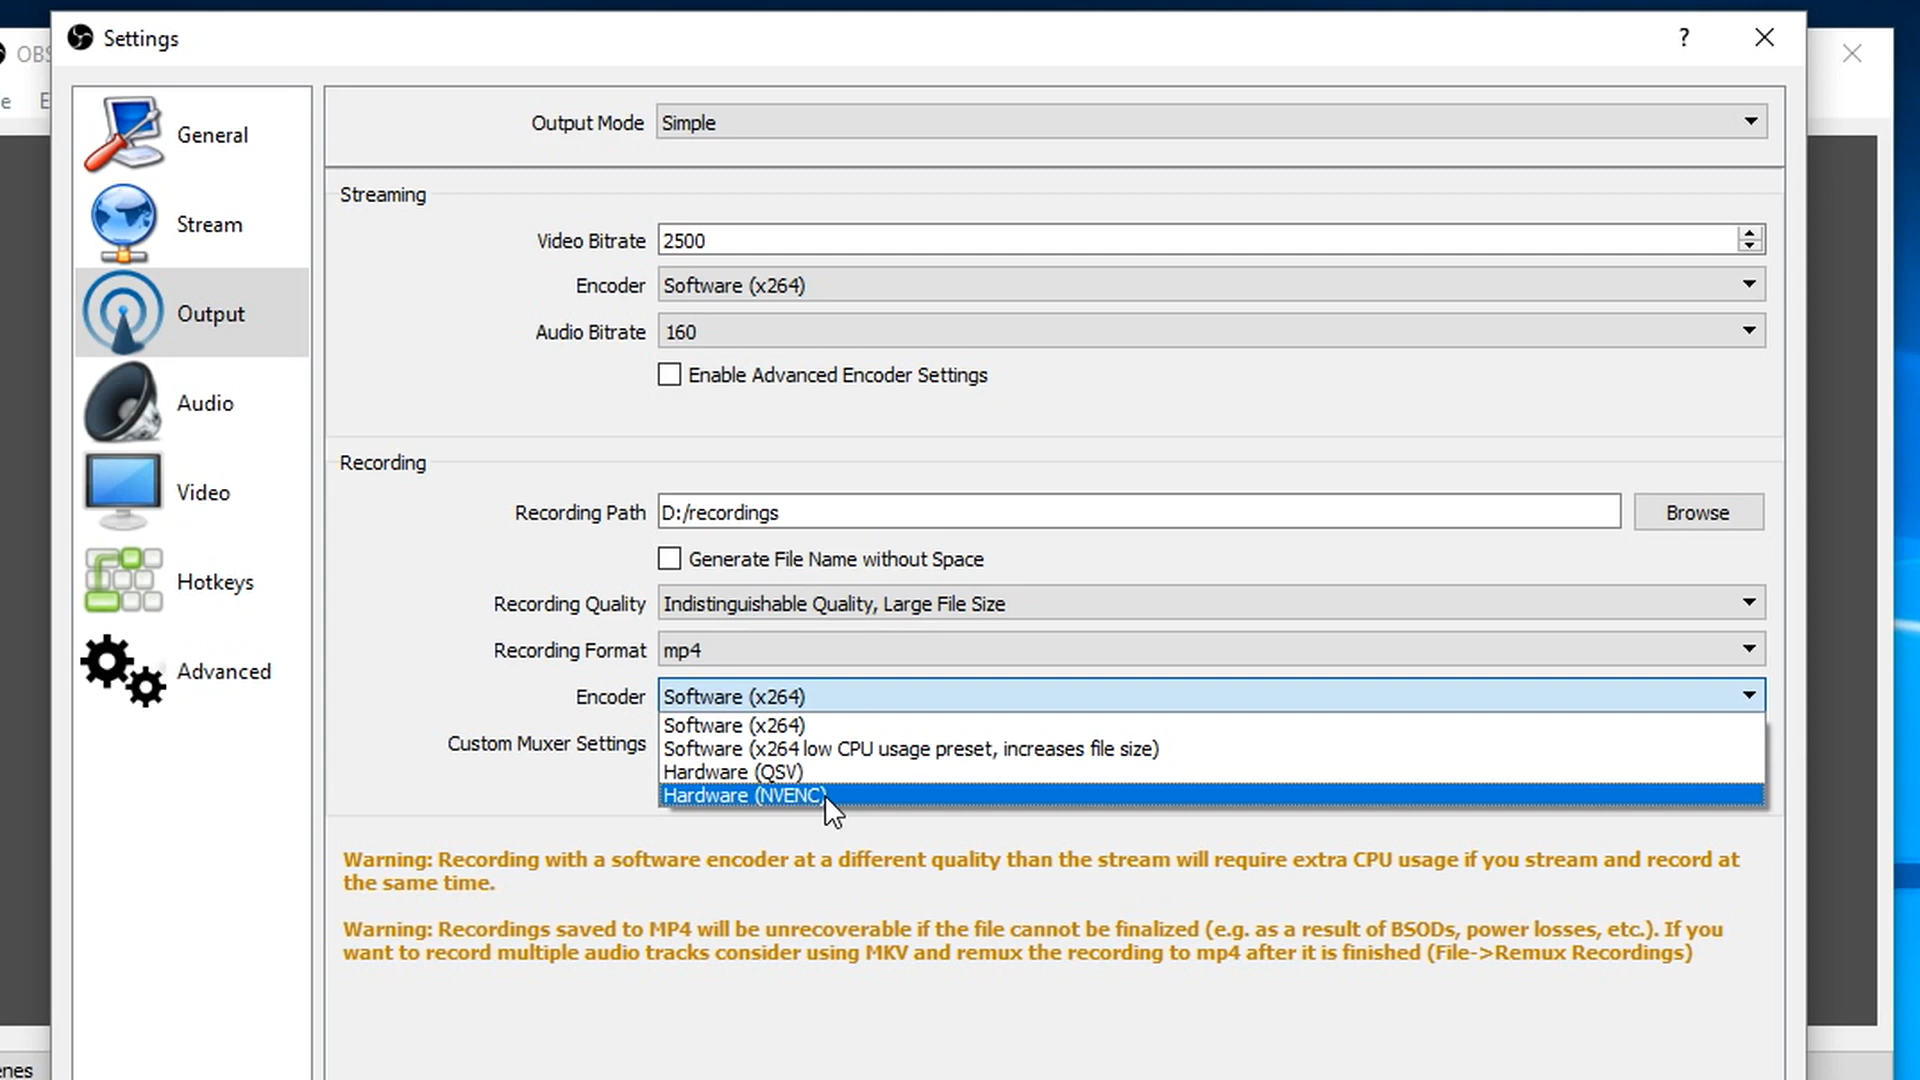 OBS
Settings
?
e E
General
Stream
Output
Audio
Video
Hotkeys
Advanced
Output Mode Simple
Streaming
Video Bitrate 2500
Encoder Software (x264)
Audio Bitrate 160
Enable Advanced Encoder Settings
Recording
Recording Path D:/recordings Browse
Generate File Name without Space
Recording Quality Indistinguishable Quality, Large File Size
Recording Format mp4
Encoder Software (x264)
Software (x264)
Custom Muxer Settings
Software (x264 low CPU usage preset, increases file size)
Hardware (QSV)
Hardware (NVENC)
Warning: Recording with a software encoder at a different quality than the stream will require extra CPU usage if you stream and record at
the same time.
Warning: Recordings saved to MP4 will be unrecoverable if the file cannot be finalized (e.g. as a result of BSODs, power losses, etc.). If you
want to record multiple audio tracks consider using MKV and remux the recording to mp4 after it is finished (File->Remux Recordings)
enes